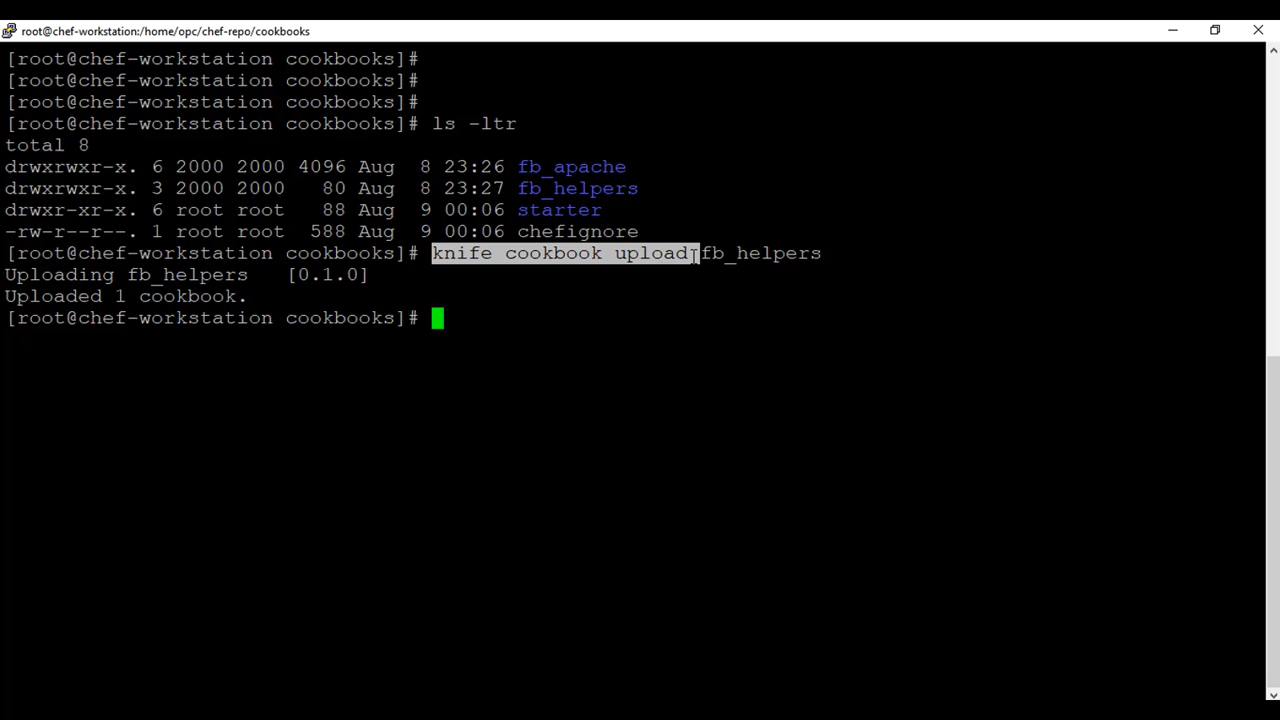 root@chef-workstation:/home/opc/chef-repo/cookbooks
[root@chef-workstation cookbooks]#
[root@chef-workstation cookbooks]#
[root@chef-workstation cookbooks]#
[root@chef-workstation cookbooks]# ls -ltr
total 8
drwxrwxr-x. 6 2000 2000 4096 Aug  8 23:26 fb_apache
drwxrwxr-x. 3 2000 2000   80 Aug  8 23:27 fb_helpers
drwxr-xr-x. 6 root root   88 Aug  9 00:06 starter
-rw-r--r--. 1 root root  588 Aug  9 00:06 chefignore
[root@chef-workstation cookbooks]# knife cookbook upload fb_helpers
Uploading fb_helpers   [0.1.0]
Uploaded 1 cookbook.
[root@chef-workstation cookbooks]#